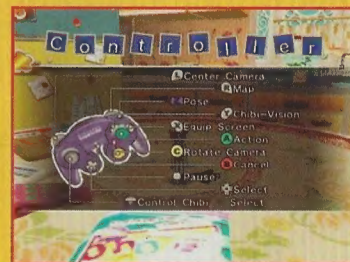 Controller
L Center Camera
R Map
Z Pose
Y Chibi-Vision
X Equip Screen
A Action
C Rotate Camera
B Cancel
Pause
Select
Control Chibi Select